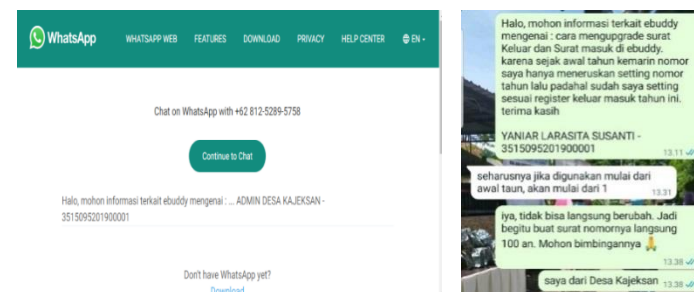 WhatsApp
WHATSAPP WEB
FEATURES
DOWNLOAD
PRIVACY
HELP CENTER
EN
Chat on WhatsApp with +62 812-5289-5758
Continue to Chat
Halo, mohon informasi terkait ebuddy mengenai : ... ADMIN DESA KAJEKSAN -
3515095201900001
Don't have WhatsApp yet?
Download
Halo, mohon informasi terkait ebuddy
mengenai : cara mengupgrade surat
Keluar dan Surat masuk di ebuddy.
karena sejak awal tahun kemarin nomor
saya hanya meneruskan setting nomor
tahun lalu padahal sudah saya setting
sesuai register keluar masuk tahun ini.
terima kasih
YANIAR LARASITA SUSANTI -
3515095201900001
13.11
seharusnya jika digunakan mulai dari
awal taun, akan mulai dari 1
13.31
iya, tidak bisa langsung berubah. Jadi
begitu buat surat nomornya langsung
100 an. Mohon bimbingannya 🙏
13.38
saya dari Desa Kajeksan
13.38